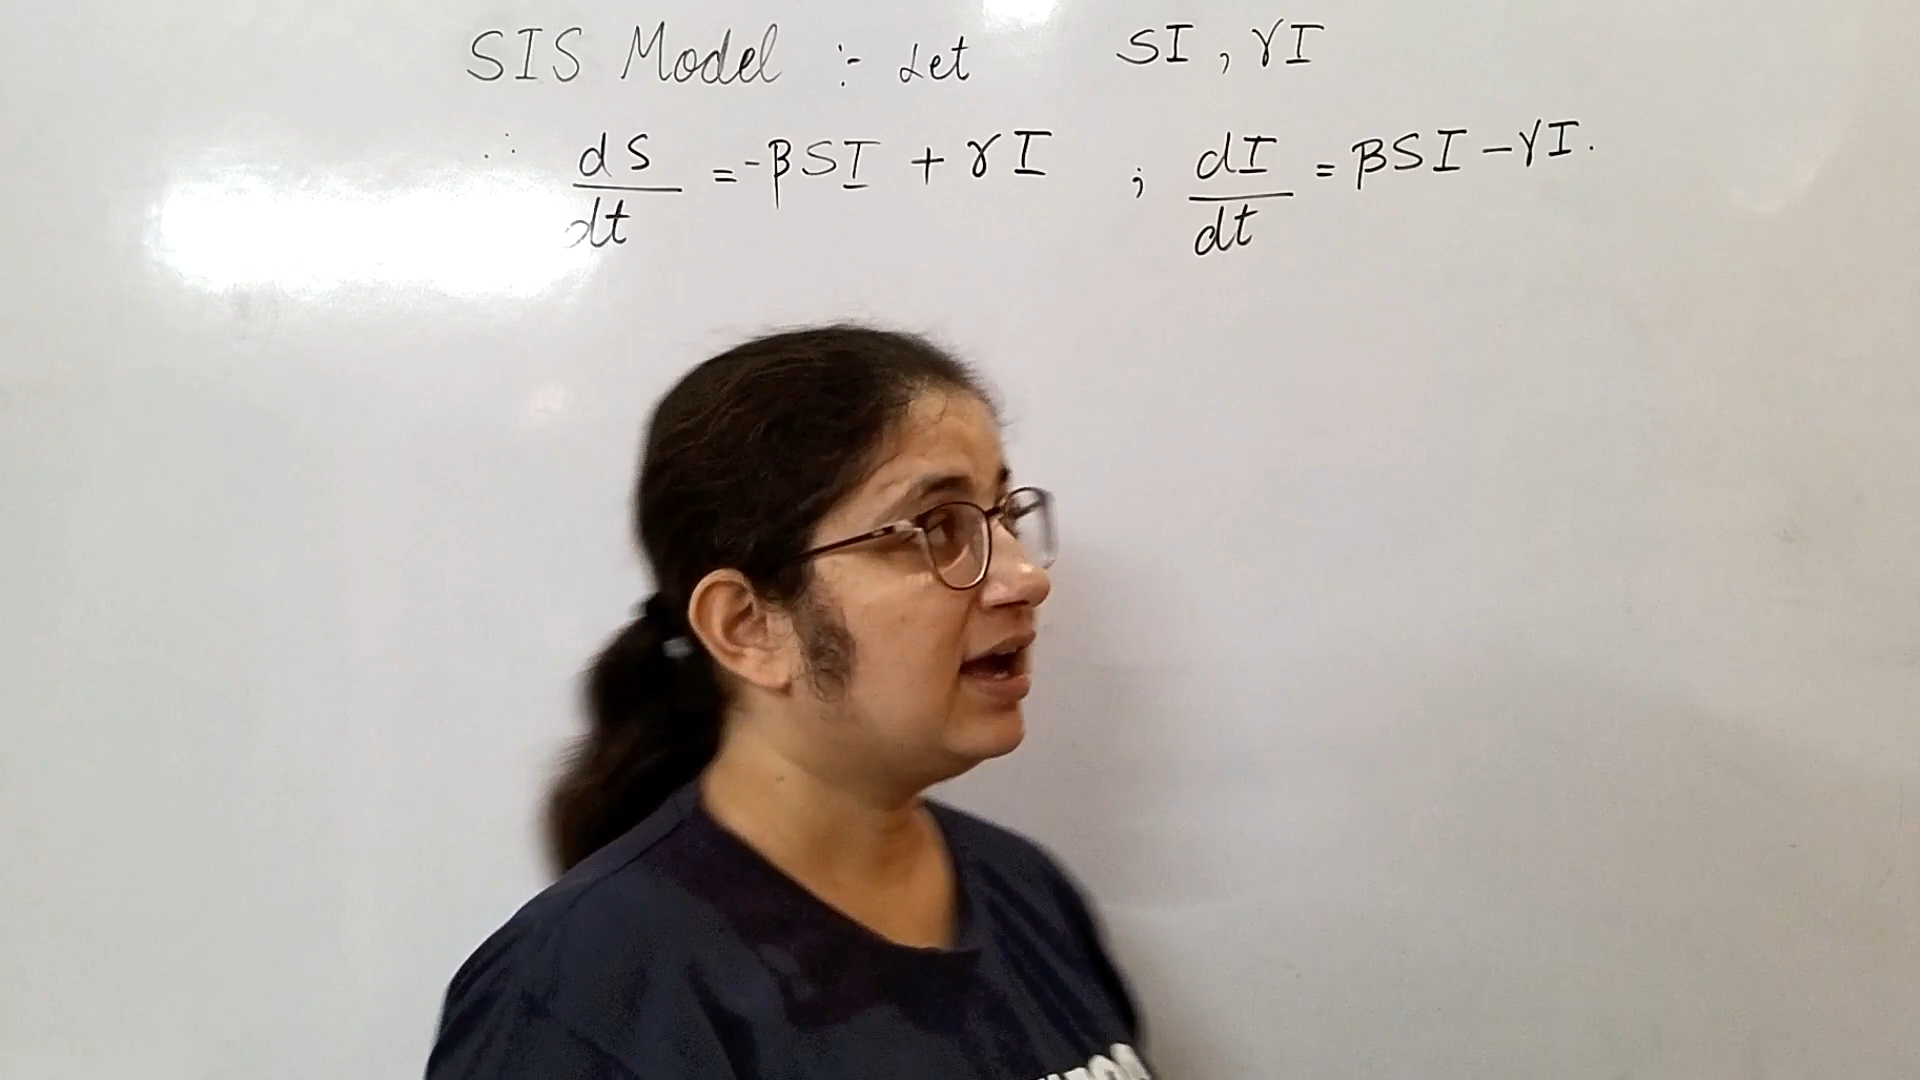 SIS Model :- Let SI, γI
∴ dS/dt = -βSI + γI ; dI/dt = βSI - γI.